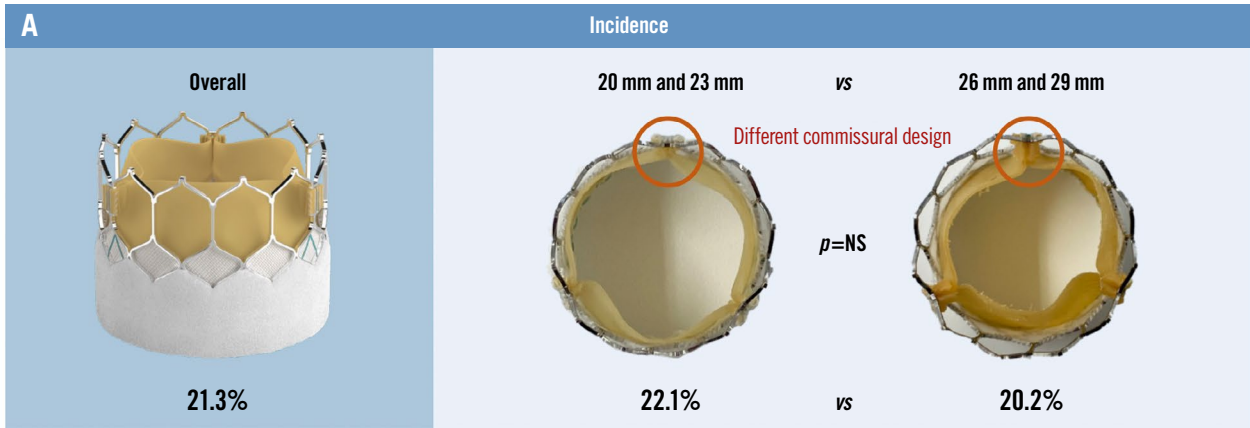 A
Incidence
Overall
20 mm and 23 mm vs 26 mm and 29 mm
Different commissural design
p=NS
21.3%
22.1% vs 20.2%